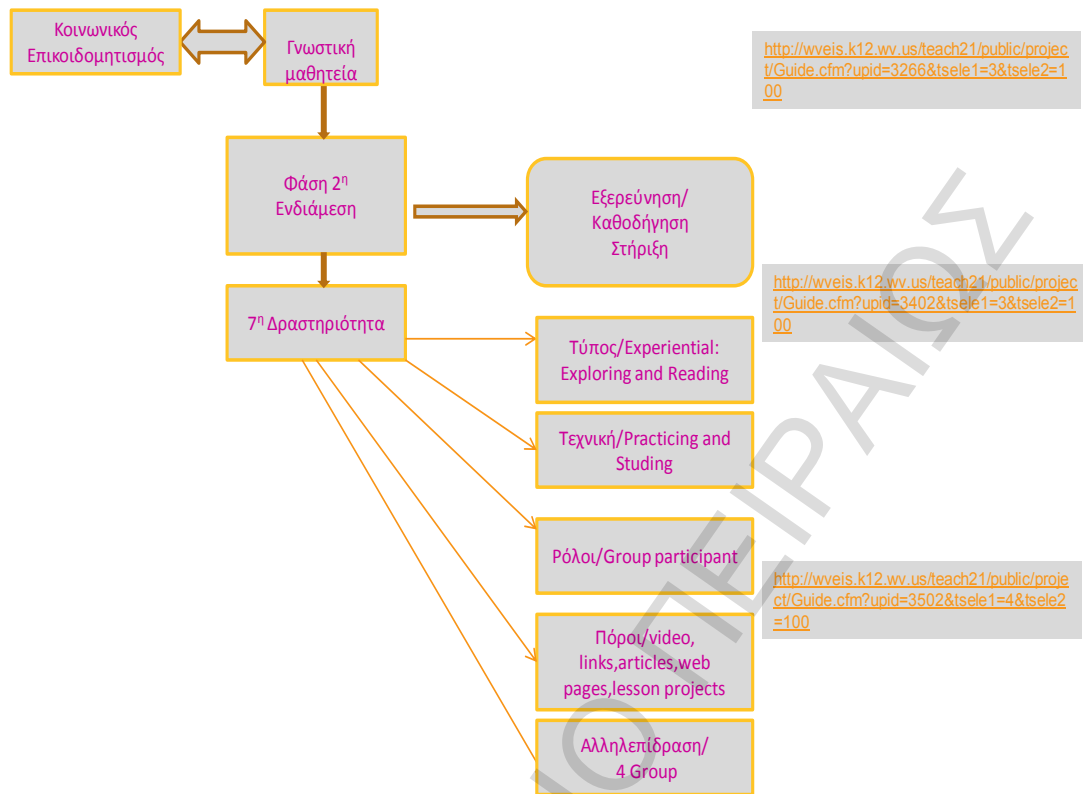 Κοινωνικός
Επικοιδομητισμός
Γνωστική
μαθητεία
http://wveis.k12.wv.us/teach21/public/projec
t/Guide.cfm?upid=3266&tsele1=3&tsele2=1
00
Φάση 2η
Ενδιάμεση
Εξερεύνηση/
Καθοδήγηση
Στήριξη
http://wveis.k12.wv.us/teach21/public/projec
t/Guide.cfm?upid=3402&tsele1=3&tsele2=1
00
7η Δραστηριότητα
Τύπος/Experiential:
Exploring and Reading
Τεχνική/Practicing and
Studing
Ρόλοι/Group participant
http://wveis.k12.wv.us/teach21/public/proje
ct/Guide.cfm?upid=3502&tsele1=4&tsele2
=100
Πόροι/video,
links,articles,web
pages,lesson projects
Αλληλεπίδραση/
4 Group
ΠΕΙΡΑΙΩΣ